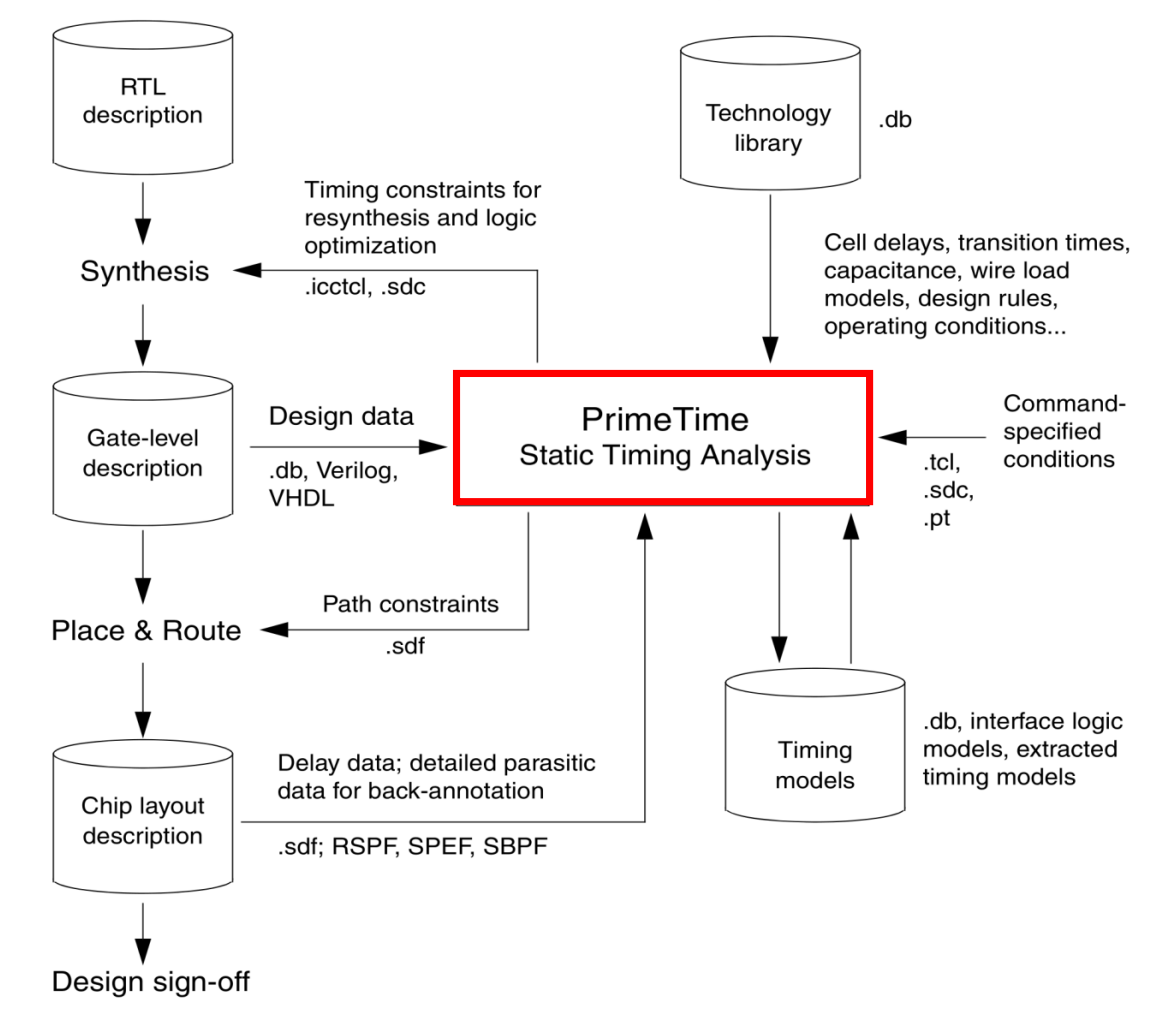 RTL
description
Technology
library
.db
Timing constraints for
resynthesis and logic
optimization
.icctcl, .sdc
Synthesis
Cell delays, transition times,
capacitance, wire load
models, design rules,
operating conditions...
Gate-level
description
Design data
.db, Verilog,
VHDL
PrimeTime
Static Timing Analysis
Command-
specified
conditions
.tcl,
.sdc,
.pt
Place & Route
Path constraints
.sdf
Chip layout
description
Delay data; detailed parasitic
data for back-annotation
.sdf; RSPF, SPEF, SBPF
Timing
models
.db, interface logic
models, extracted
timing models
Design sign-off